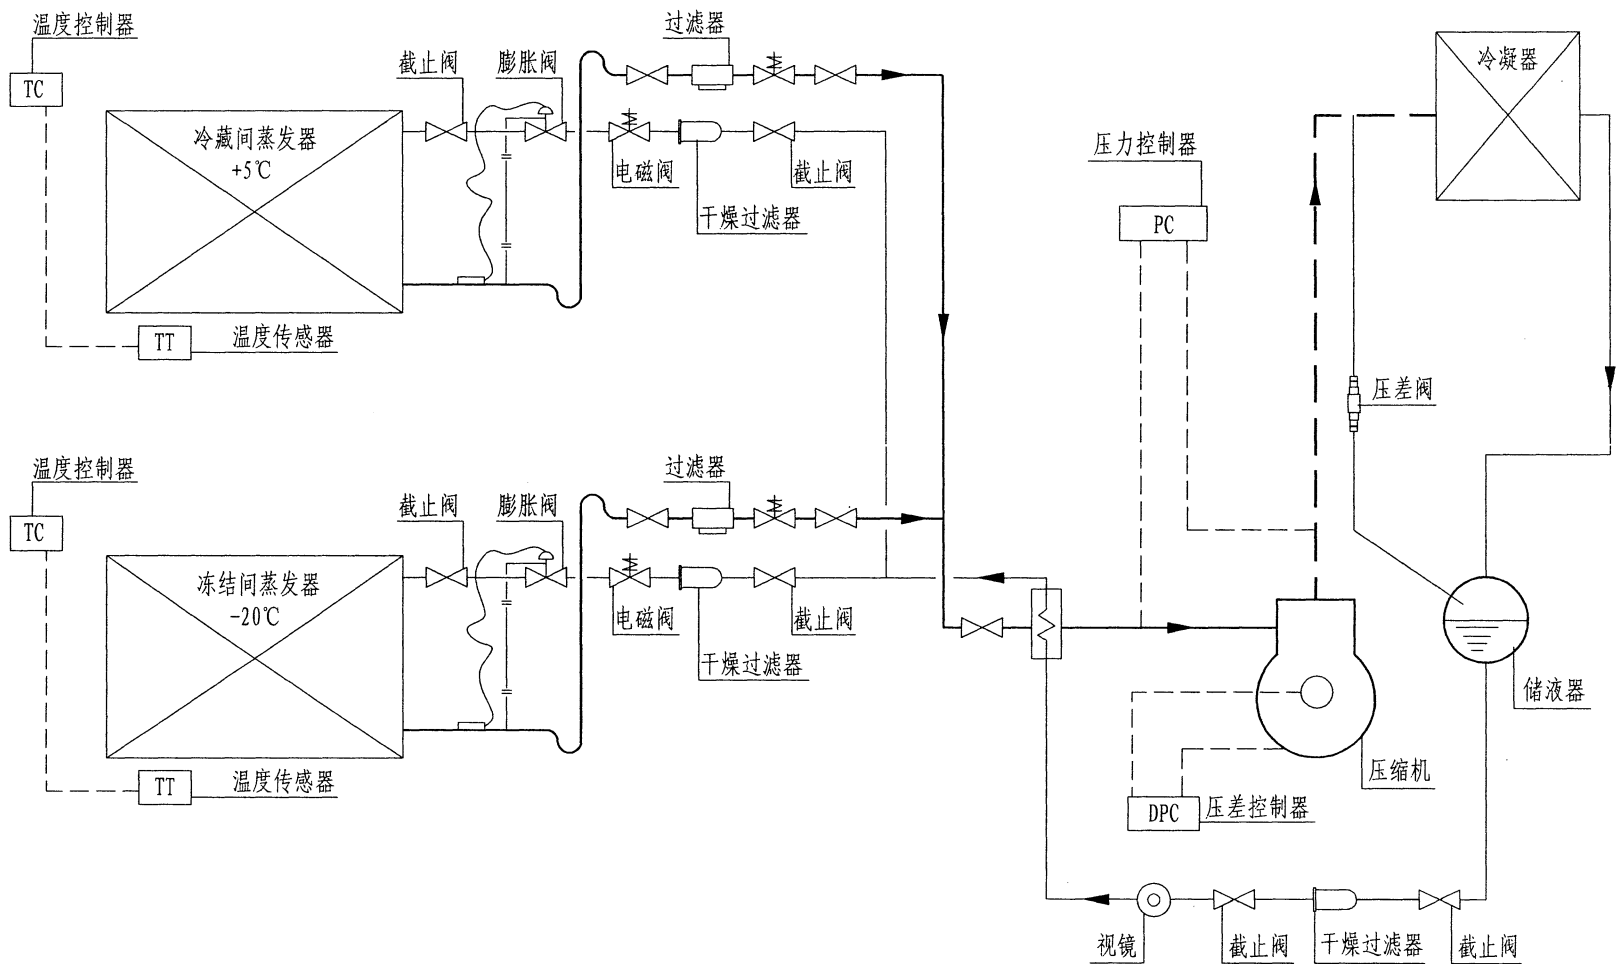 温度控制器
过滤器
截止阀
膨胀阀
冷凝器
TC
冷藏间蒸发器
+5℃
压力控制器
电磁阀
截止阀
干燥过滤器
PC
TT
温度传感器
压差阀
温度控制器
过滤器
截止阀
膨胀阀
TC
冻结间蒸发器
-20℃
电磁阀
截止阀
干燥过滤器
储液器
TT
温度传感器
压缩机
DPC
压差控制器
视镜
截止阀
干燥过滤器
截止阀